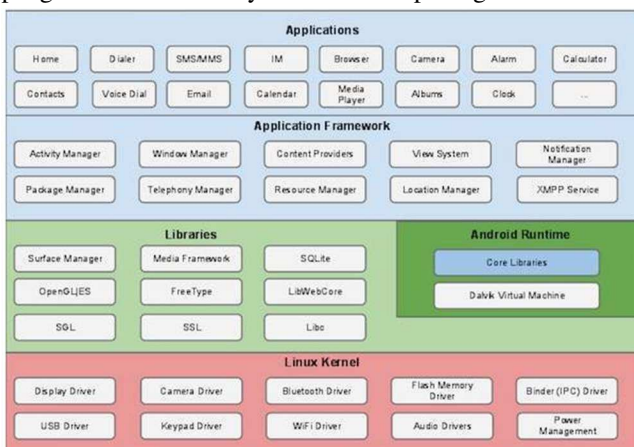 Applications
Home Dialer SMS/MMS IM Browser Camera Alarm Calculator
Contacts Voice Dial Email Calendar Media Player Albums Clock ...
Application Framework
Activity Manager Window Manager Content Providers View System Notification Manager
Package Manager Telephony Manager Resource Manager Location Manager XMPP Service
Libraries Android Runtime
Surface Manager Media Framework SQLite Core Libraries
OpenGL|ES FreeType LibWebCore Dalvik Virtual Machine
SGL SSL Libc
Linux Kernel
Display Driver Camera Driver Bluetooth Driver Flash Memory Driver Binder (IPC) Driver
USB Driver Keypad Driver WiFi Driver Audio Drivers Power Management